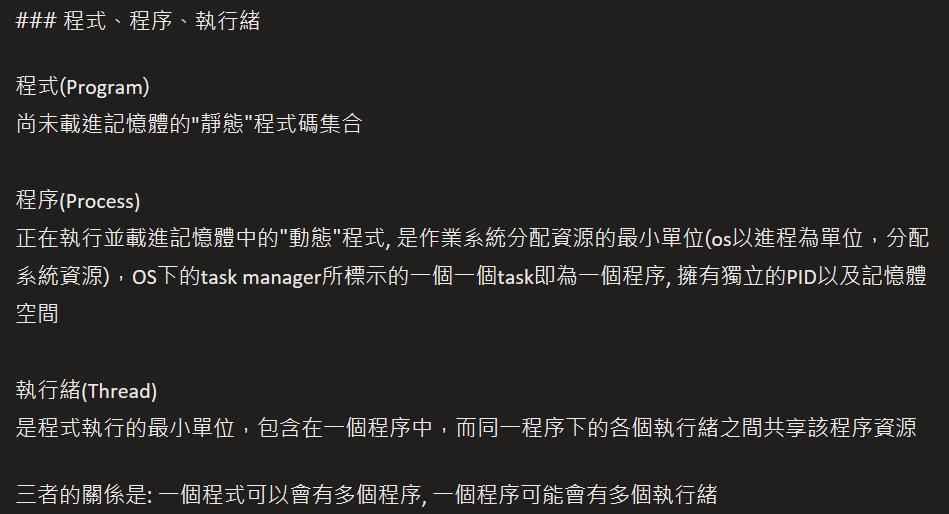 ### 程式、程序、執行緒
程式(Program)
尚未載進記憶體的"靜態"程式碼集合
程序(Process)
正在執行並載進記憶體中的"動態"程式, 是作業系統分配資源的最小單位(os以進程為單位，分配
系統資源)，OS下的task manager所標示的一個一個task即為一個程序, 擁有獨立的PID以及記憶體
空間
執行緒(Thread)
是程式執行的最小單位，包含在一個程序中，而同一程序下的各個執行緒之間共享該程序資源
三者的關係是: 一個程式可以會有多個程序, 一個程序可能會有多個執行緒